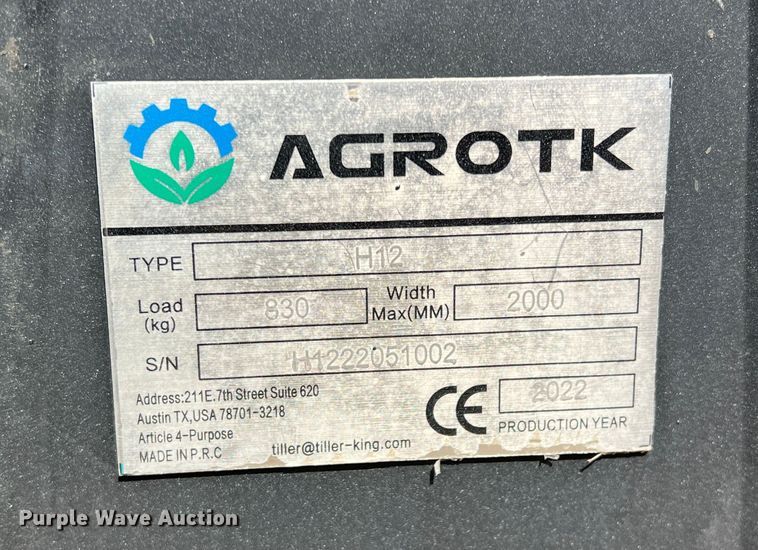 AGROTK
TYPE H12
Load (kg) 830 Width Max(MM) 2000
S/N H1222051002
Address:211E.7th Street Suite 620
Austin TX,USA 78701-3218
Article 4-Purpose
MADE IN P.R.C
tiller@tiller-king.com
CE
2022
PRODUCTION YEAR
Purple Wave Auction